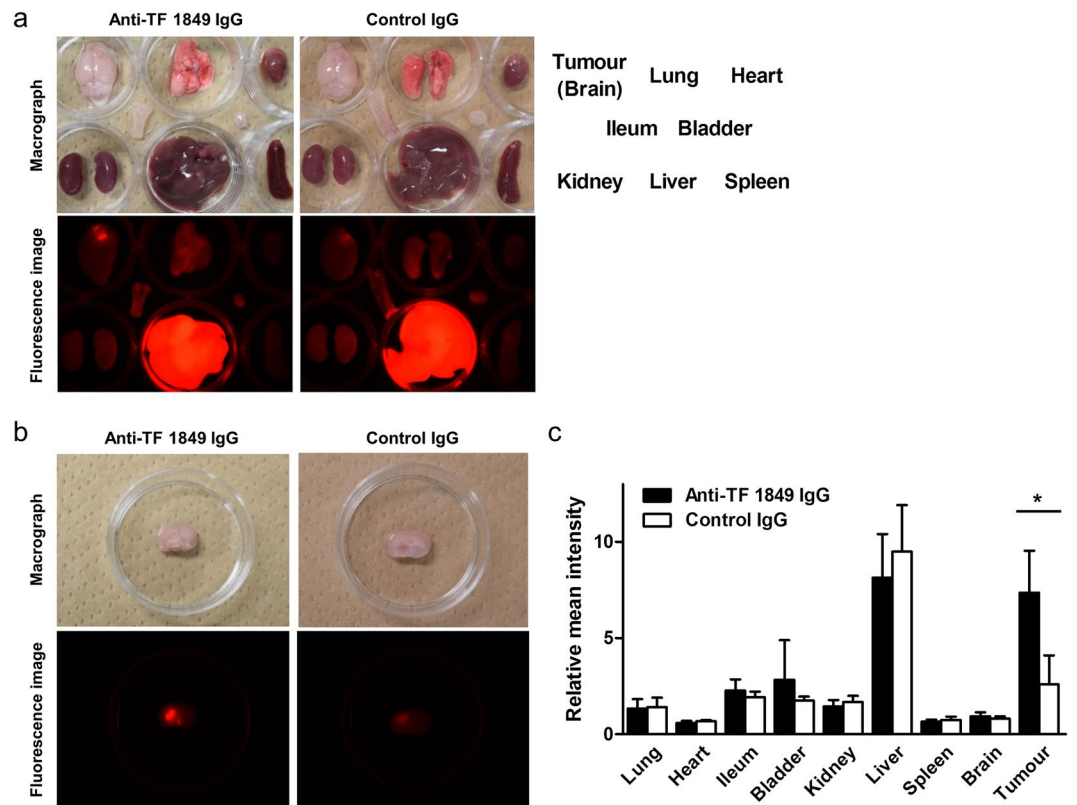 a
Anti-TF 1849 IgG
Control IgG
Macrograph
Fluorescence image
Tumour
(Brain)
Lung
Heart
Ileum
Bladder
Kidney
Liver
Spleen
b
Anti-TF 1849 IgG
Control IgG
Macrograph
Fluorescence image
c
Relative mean intensity
10
5
0
Anti-TF 1849 IgG
Control IgG
*
Lung
Heart
Ileum
Bladder
Kidney
Liver
Spleen
Brain
Tumour